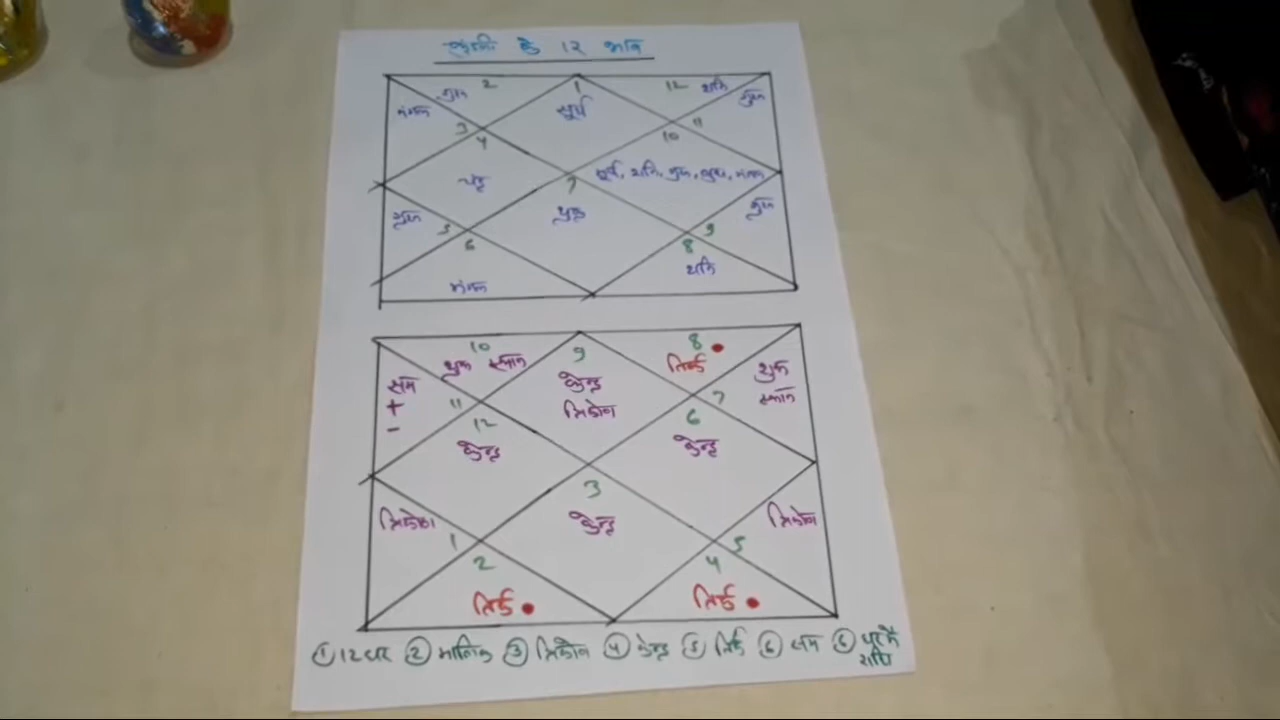 कुंडली के 12 भाव
2 1 12 शनि
गुरू गुरू
मंगल सूर्य
3 11
4 10
चंद्र 7 सूर्य, शनि, गुरू, बुध, मंगल
गुरू शुक्र गुरू
5 9
6 8
मंगल शनि
10 9 8
शुभ स्थान तिर्क
सम केन्द्र शुभ
+ त्रिकोण स्थान
-
11 7
12 6
केन्द्र केन्द्र
3
त्रिकोण केन्द्र त्रिकोण
1 5
2 4
तिर्क तिर्क
① 12 घर ② मालिक ③ त्रिकोन ④ केन्द्र ⑤ तिर्क ⑥ सम ⑥ घर मे
राशि